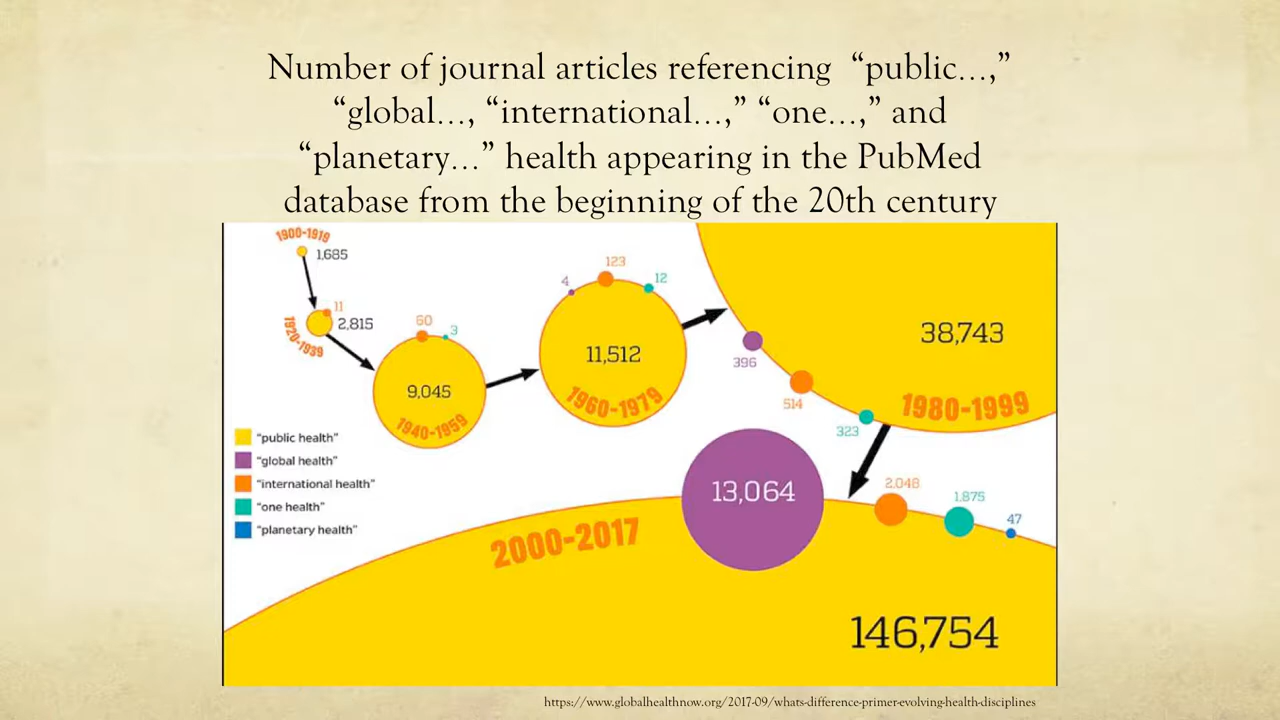 Number of journal articles referencing “public…,”
“global…, “international…,” “one…,” and
“planetary…” health appearing in the PubMed
database from the beginning of the 20th century
1900-1919
1,685
11
2,815
1920-1939
60
3
9,045
1940-1959
4
123
12
11,512
1960-1979
38,743
396
514
323
1980-1999
"public health"
"global health"
"international health"
"one health"
"planetary health"
13,064
2,048
1,875
47
2000-2017
146,754
https://www.globalhealthnow.org/2017-09/whats-difference-primer-evolving-health-disciplines